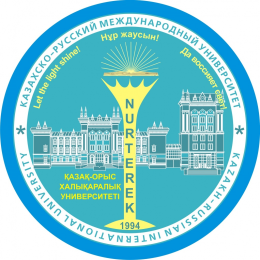 КАЗАХСКО-РУССКИЙ МЕЖДУНАРОДНЫЙ УНИВЕРСИТЕТ
Нұр жаусын!
Let the light shine!
Да воссияет свет!
NURTEREK
ҚАЗАҚ-ОРЫС
ХАЛЫҚАРАЛЫҚ
УНИВЕРСИТЕТІ
1994
KAZAKH-RUSSIAN INTERNATIONAL UNIVERSITY